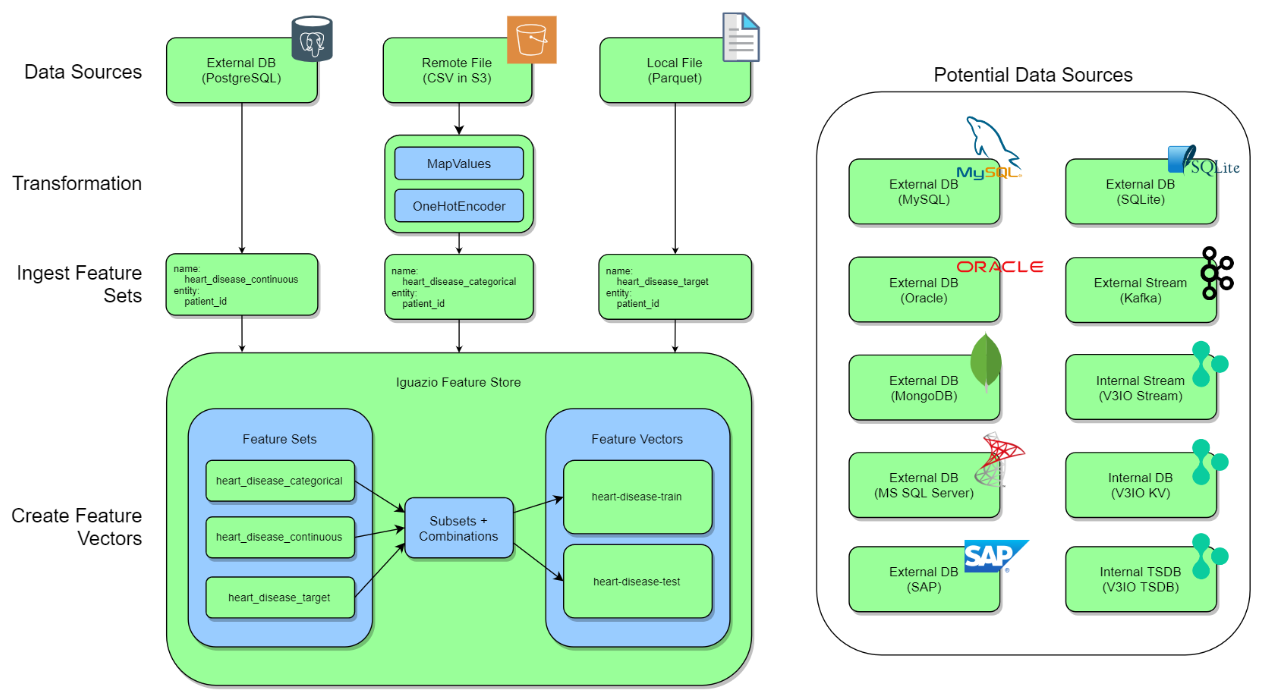 Data Sources
External DB
(PostgreSQL)
Remote File
(CSV in S3)
Local File
(Parquet)
Transformation
MapValues
OneHotEncoder
Ingest Feature
Sets
name:
heart_disease_continuous
entity:
patient_id
name:
heart_disease_categorical
entity:
patient_id
name:
heart_disease_target
entity:
patient_id
Create Feature
Vectors
Iguazio Feature Store
Feature Sets
heart_disease_categorical
heart_disease_continuous
heart_disease_target
Subsets +
Combinations
Feature Vectors
heart-disease-train
heart-disease-test
Potential Data Sources
MySQL
External DB
(MySQL)
SQLite
External DB
(SQLite)
ORACLE
External DB
(Oracle)
External Stream
(Kafka)
External DB
(MongoDB)
Internal Stream
(V3IO Stream)
External DB
(MS SQL Server)
Internal DB
(V3IO KV)
SAP
External DB
(SAP)
Internal TSDB
(V3IO TSDB)